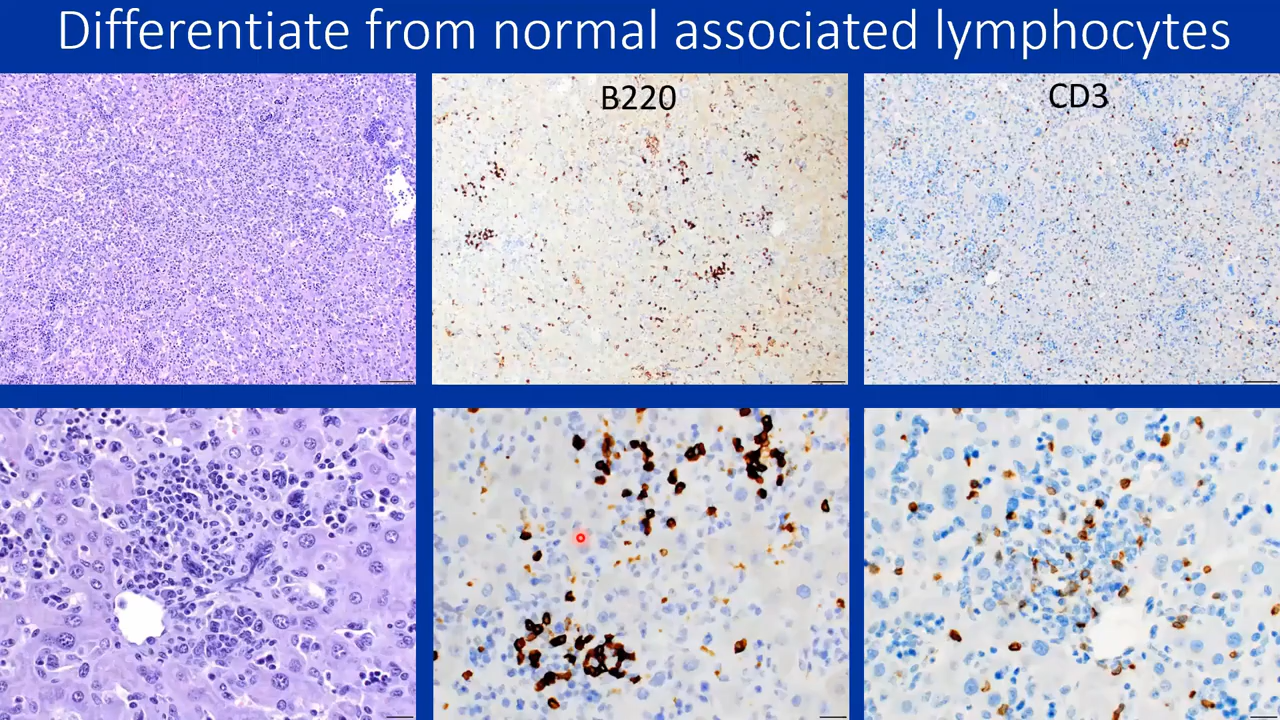 Differentiate from normal associated lymphocytes
B220
CD3